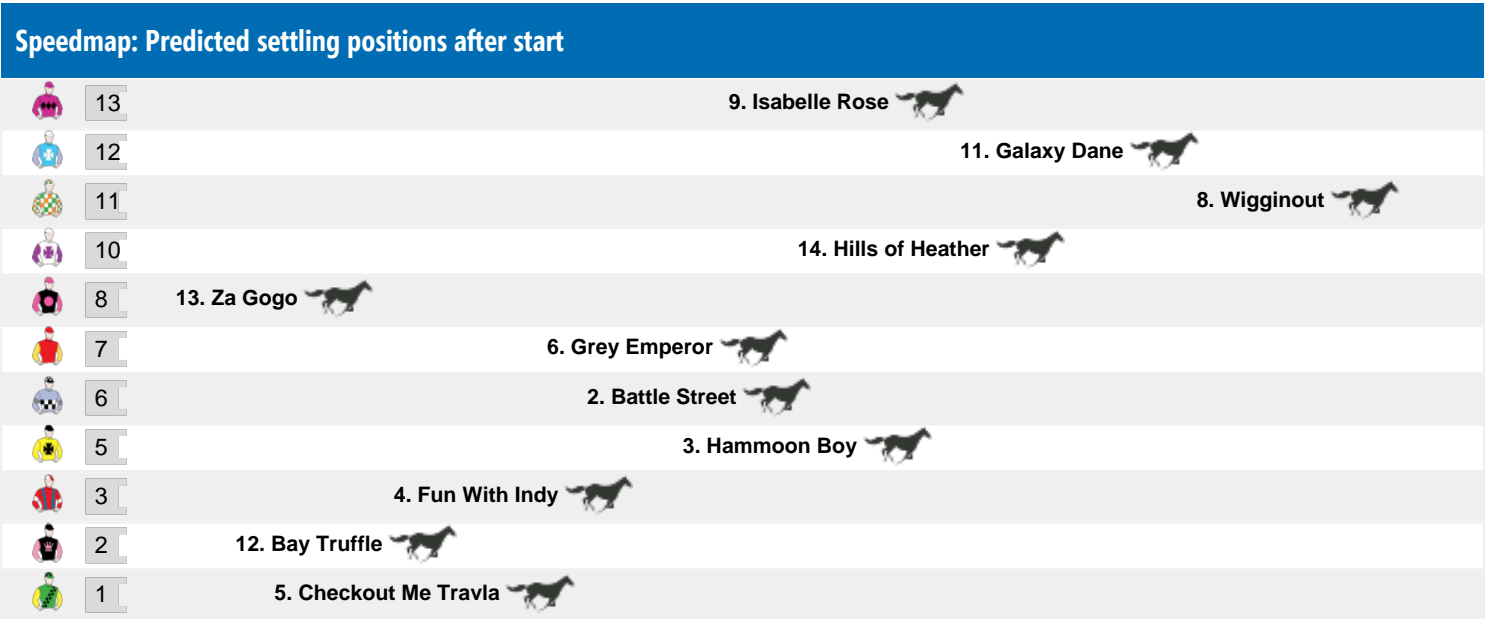 Speedmap: Predicted settling positions after start
13 9. Isabelle Rose
12 11. Galaxy Dane
11 8. Wigginout
10 14. Hills of Heather
8 13. Za Gogo
7 6. Grey Emperor
6 2. Battle Street
5 3. Hammoon Boy
3 4. Fun With Indy
2 12. Bay Truffle
1 5. Checkout Me Travla